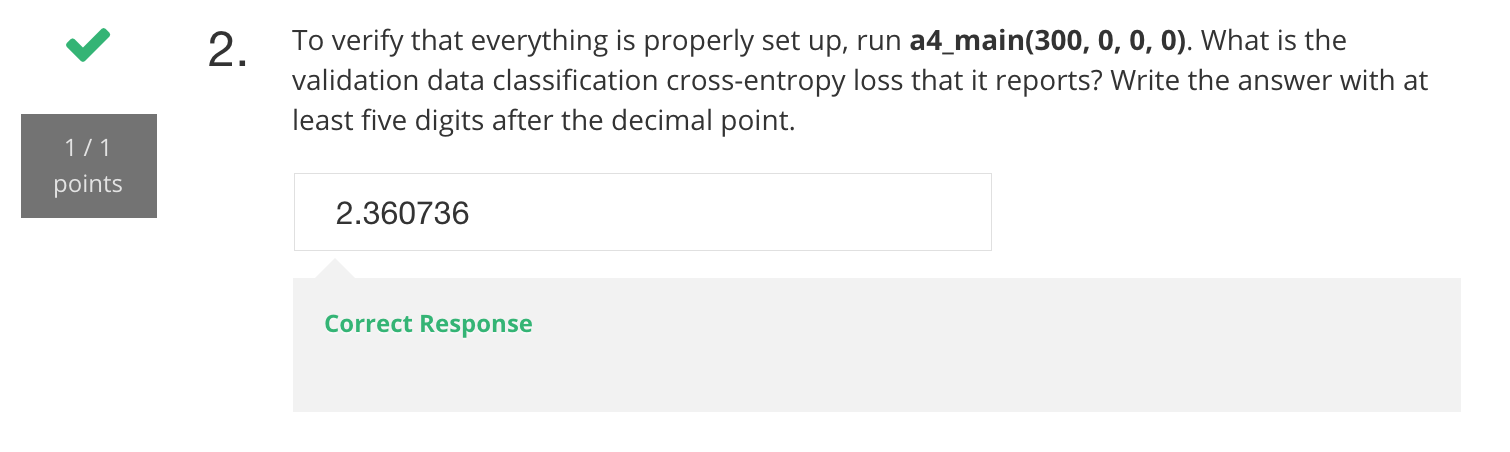 2.
To verify that everything is properly set up, run a4_main(300, 0, 0, 0). What is the
validation data classification cross-entropy loss that it reports? Write the answer with at
least five digits after the decimal point.
1 / 1
points
2.360736
Correct Response